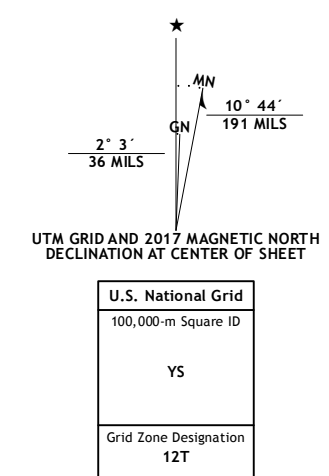 ★
MN
GN
10° 44´
191 MILS
2° 3´
36 MILS
UTM GRID AND 2017 MAGNETIC NORTH
DECLINATION AT CENTER OF SHEET
U.S. National Grid
100,000-m Square ID
YS
Grid Zone Designation
12T